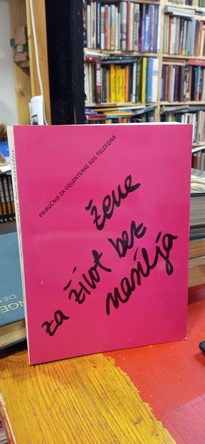 PRIRUČNIK ZA VOLONTERKE SOS TELEFONA
žene
za život bez
nasilja